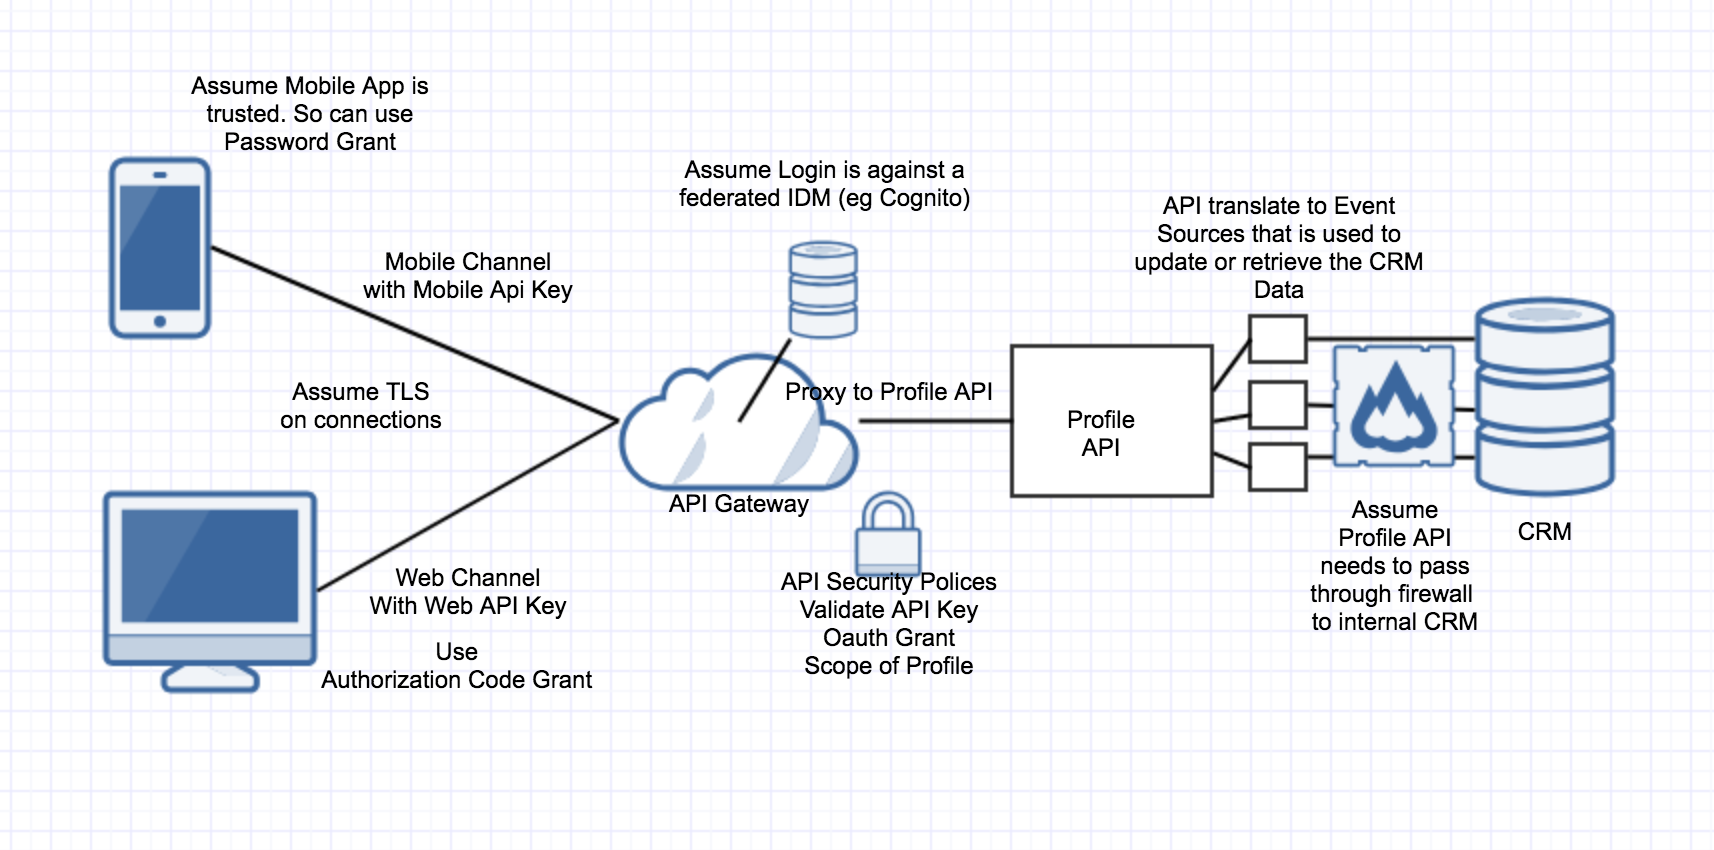 Assume Mobile App is
trusted. So can use
Password Grant
Assume Login is against a
federated IDM (eg Cognito)
API translate to Event
Sources that is used to
update or retrieve the CRM
Data
Mobile Channel
with Mobile Api Key
Assume TLS
on connections
Proxy to Profile API
Profile
API
API Gateway
Assume
Profile API
needs to pass
through firewall
to internal CRM
CRM
Web Channel
With Web API Key
Use
Authorization Code Grant
API Security Polices
Validate API Key
Oauth Grant
Scope of Profile